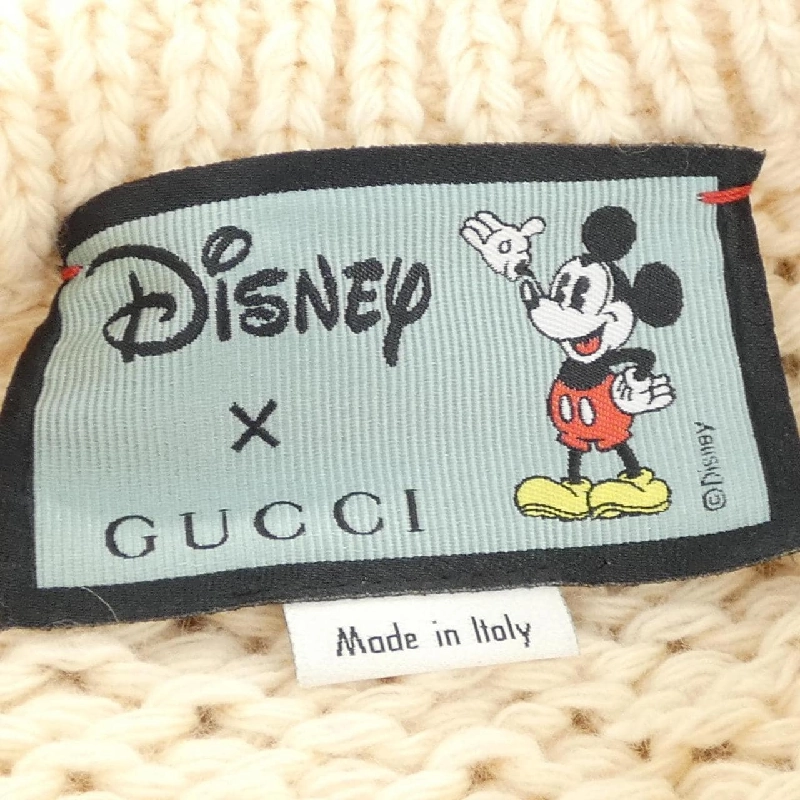 Disney
×
GUCCI
©Disney
Made in Italy